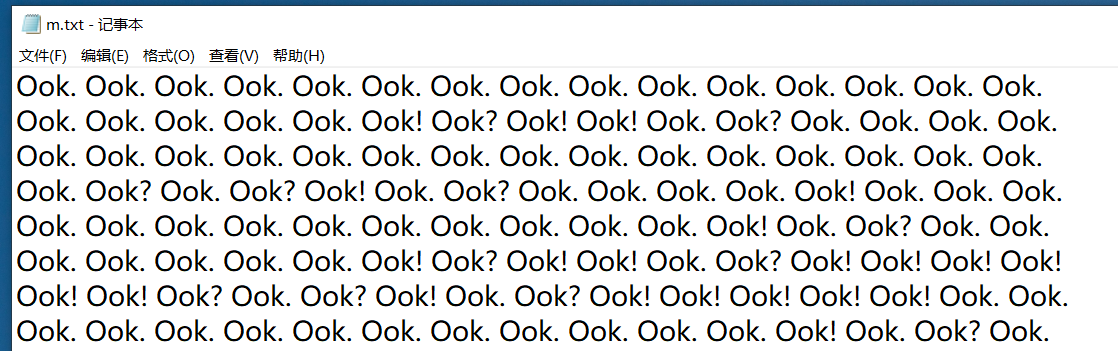 m.txt - 记事本
文件(F) 编辑(E) 格式(O) 查看(V) 帮助(H)
Ook. Ook. Ook. Ook. Ook. Ook. Ook. Ook. Ook. Ook. Ook. Ook. Ook. Ook. Ook.
Ook. Ook. Ook. Ook. Ook. Ook! Ook? Ook! Ook! Ook. Ook? Ook. Ook. Ook. Ook.
Ook. Ook. Ook. Ook. Ook. Ook. Ook. Ook. Ook. Ook. Ook. Ook. Ook. Ook. Ook.
Ook. Ook? Ook. Ook? Ook! Ook. Ook? Ook. Ook. Ook. Ook. Ook! Ook. Ook. Ook.
Ook. Ook. Ook. Ook. Ook. Ook. Ook. Ook. Ook. Ook. Ook! Ook. Ook? Ook. Ook.
Ook. Ook. Ook. Ook. Ook. Ook! Ook? Ook! Ook! Ook. Ook? Ook! Ook! Ook! Ook!
Ook! Ook! Ook? Ook. Ook? Ook! Ook. Ook? Ook! Ook! Ook! Ook! Ook! Ook. Ook.
Ook. Ook. Ook. Ook. Ook. Ook. Ook. Ook. Ook. Ook. Ook. Ook! Ook. Ook? Ook.